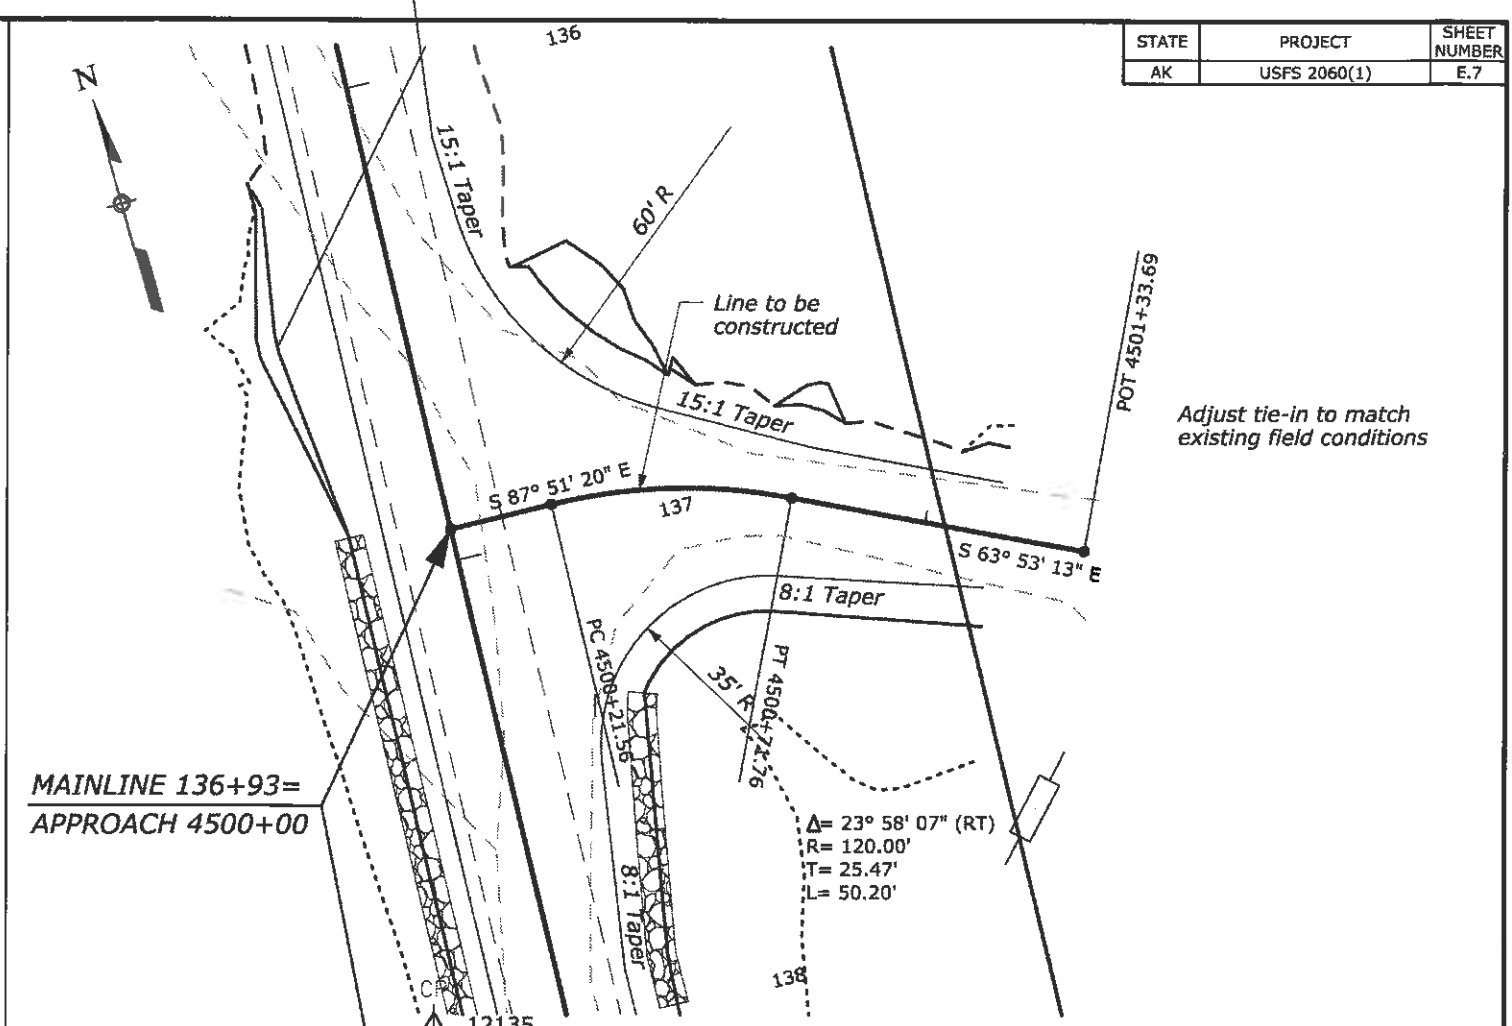 STATE
PROJECT
SHEET
NUMBER
AK
USFS 2060(1)
E.7
136
N
15:1 Taper
60' R
Line to be
constructed
POT 4501+33.69
15:1 Taper
Adjust tie-in to match
existing field conditions
S 87° 51' 20" E
137
S 63° 53' 13" E
8:1 Taper
PC 4500+21.56
35' R
PT 4500+71.76
MAINLINE 136+93=
APPROACH 4500+00
Δ= 23° 58' 07" (RT)
R= 120.00'
T= 25.47'
L= 50.20'
8:1 Taper
138
CP
12135